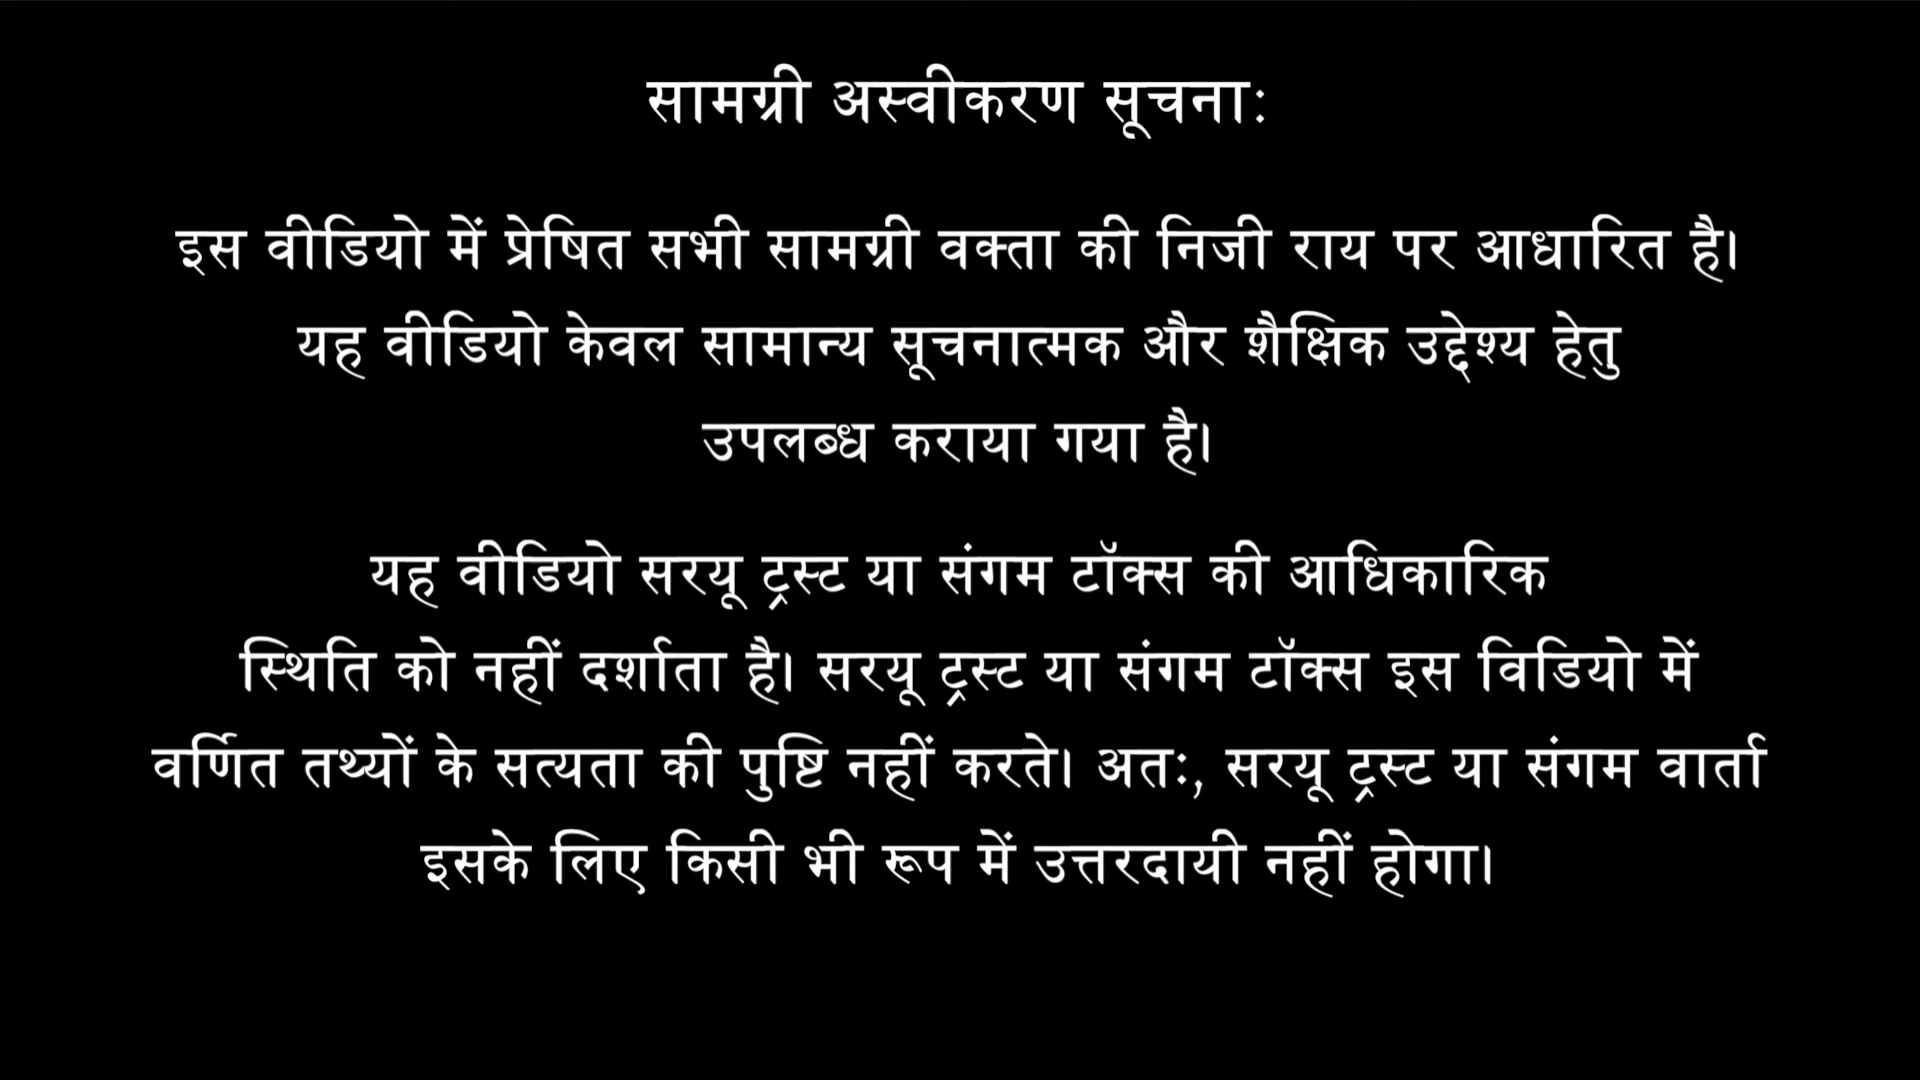 सामग्री अस्वीकरण सूचनाः
इस वीडियो में प्रेषित सभी सामग्री वक्ता की निजी राय पर आधारित है।
यह वीडियो केवल सामान्य सूचनात्मक और शैक्षिक उद्देश्य हेतु
उपलब्ध कराया गया है।
यह वीडियो सरयू ट्रस्ट या संगम टॉक्स की आधिकारिक
स्थिति को नहीं दर्शाता है। सरयू ट्रस्ट या संगम टॉक्स इस विडियो में
वर्णित तथ्यों के सत्यता की पुष्टि नहीं करते। अतः, सरयू ट्रस्ट या संगम वार्ता
इसके लिए किसी भी रूप में उत्तरदायी नहीं होगा।